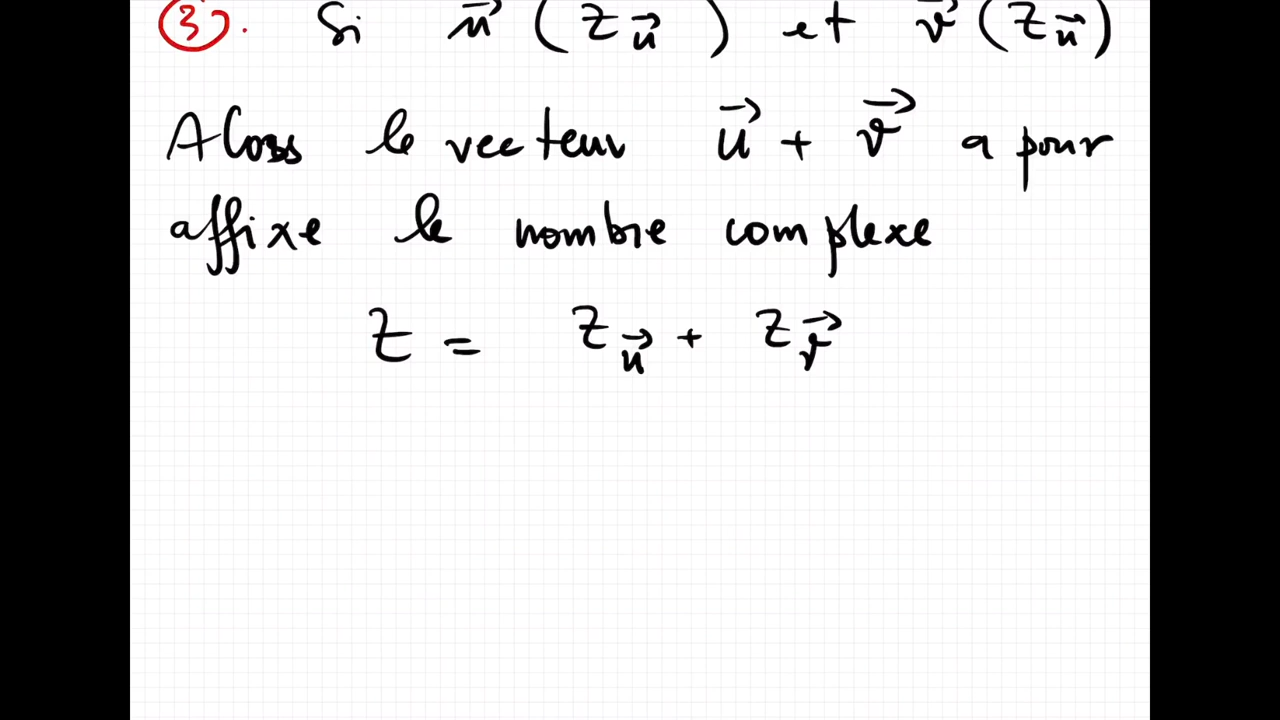 ③. Si u⃗ (Z_u⃗) et v⃗ (Z_u⃗)
Alors le vecteur u⃗ + v⃗ a pour
affixe le nombre complexe
Z = Z_u⃗ + Z_v⃗